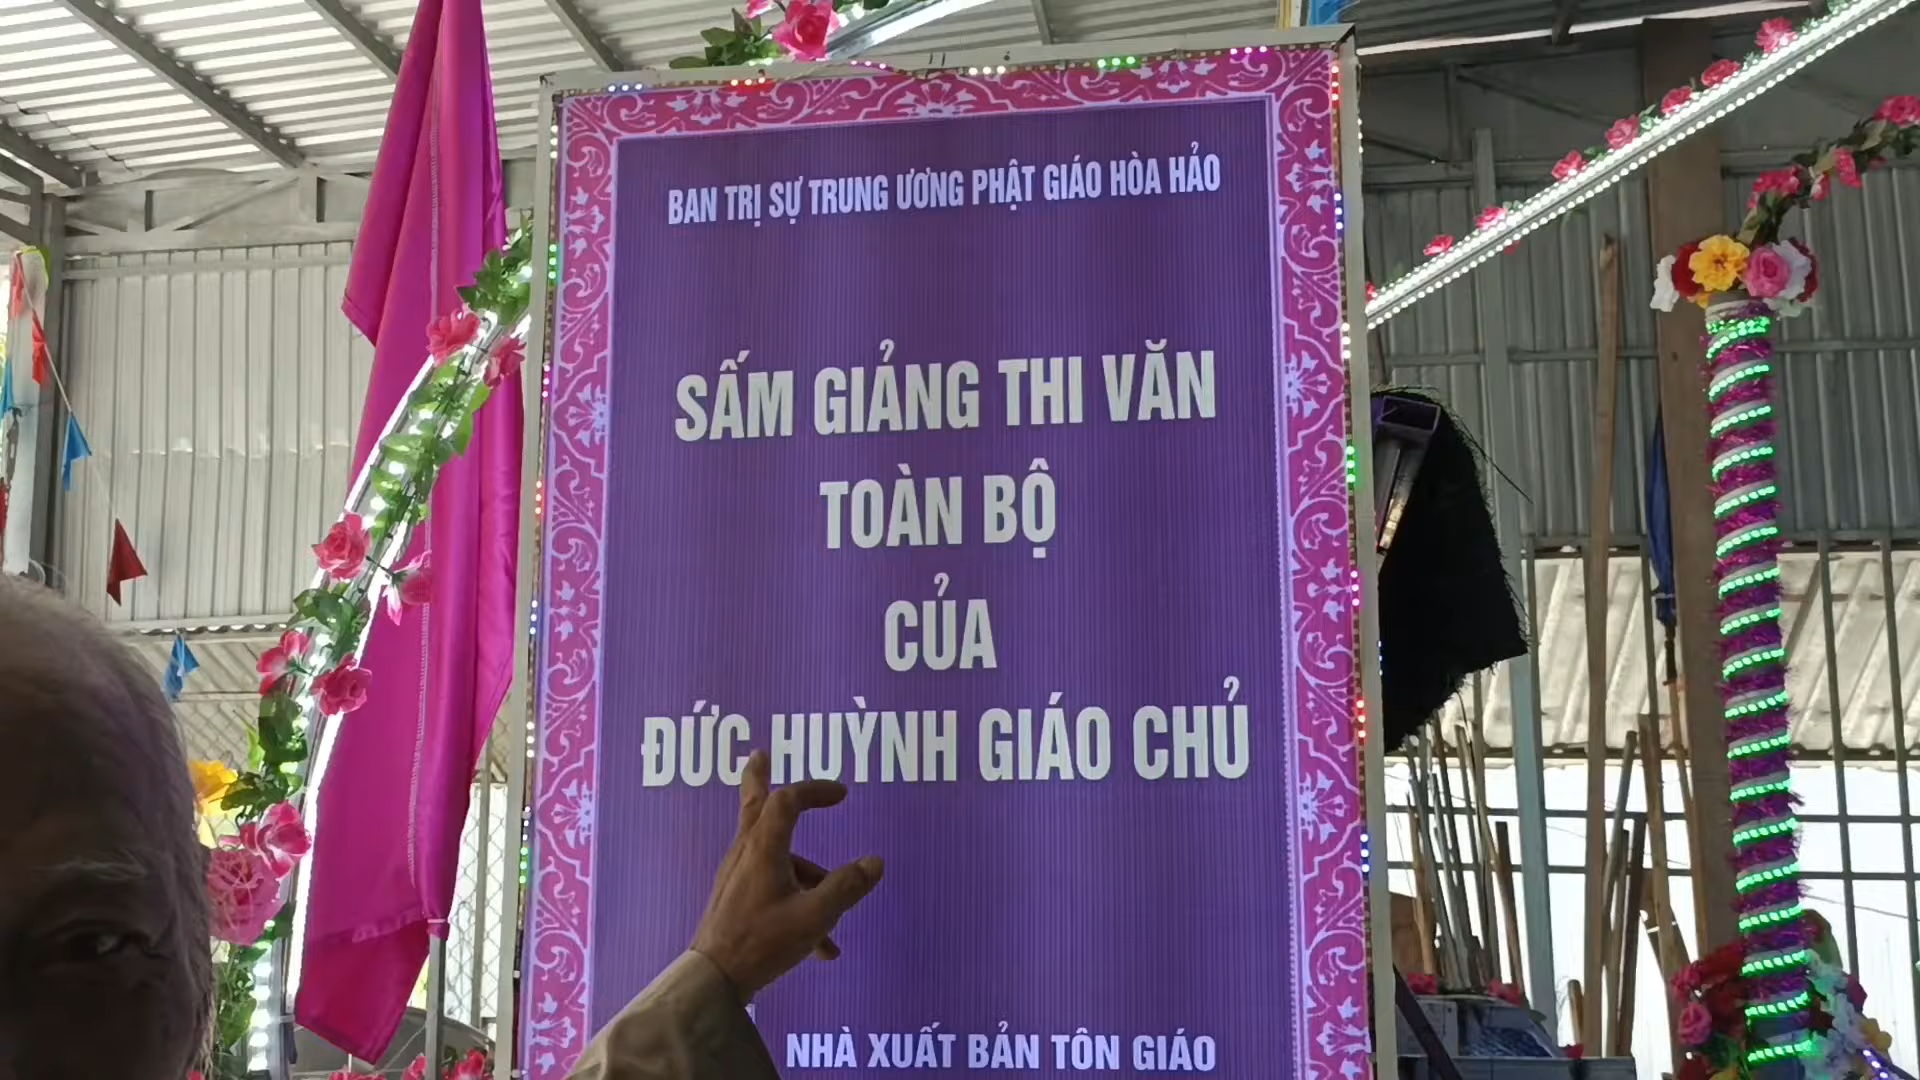 BAN TRỊ SỰ TRUNG ƯƠNG PHẬT GIÁO HÒA HẢO
SẤM GIẢNG THI VĂN
TOÀN BỘ
CỦA
ĐỨC HUỲNH GIÁO CHỦ
NHÀ XUẤT BẢN TÔN GIÁO